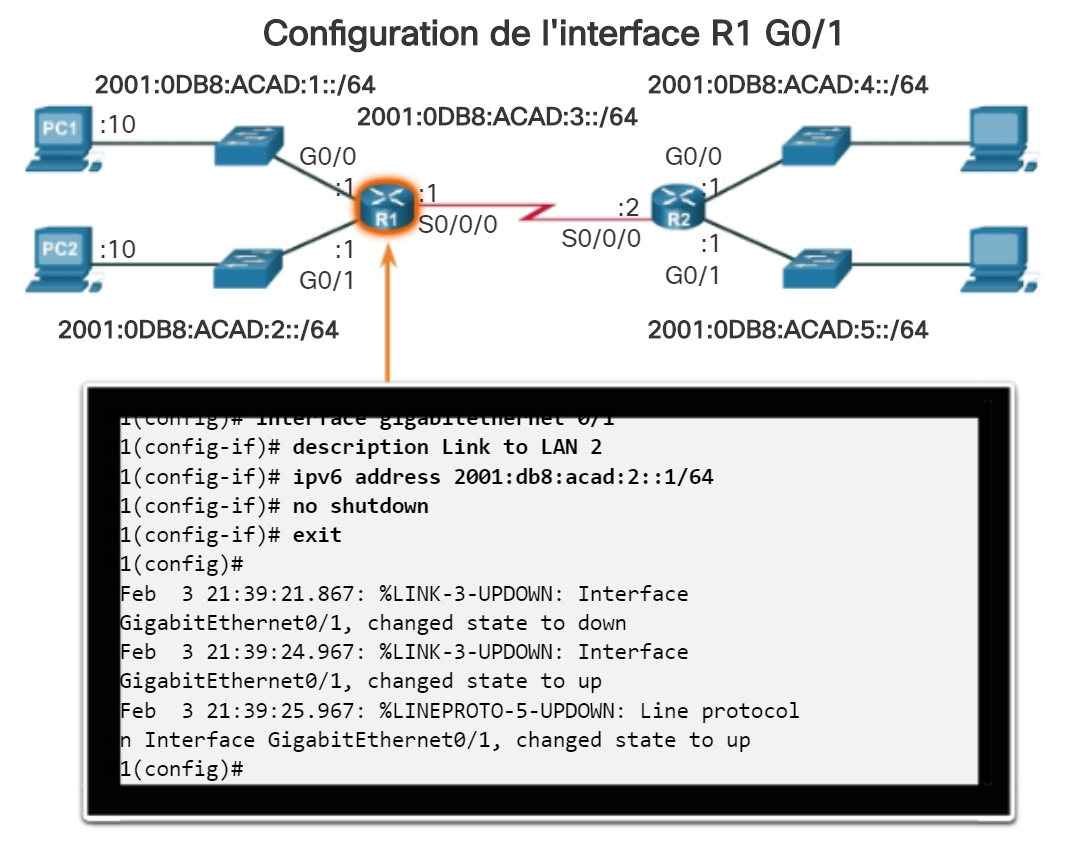 Configuration de l'interface R1 G0/1
2001:0DB8:ACAD:1::/64
2001:0DB8:ACAD:4::/64
2001:0DB8:ACAD:3::/64
PC1
:10
G0/0
:1
G0/0
:1
R1
:1
S0/0/0
:2
S0/0/0
R2
PC2
:10
:1
G0/1
:1
G0/1
2001:0DB8:ACAD:2::/64
2001:0DB8:ACAD:5::/64
1(config)# interface gigabitethernet 0/1
1(config-if)# description Link to LAN 2
1(config-if)# ipv6 address 2001:db8:acad:2::1/64
1(config-if)# no shutdown
1(config-if)# exit
1(config)#
Feb  3 21:39:21.867: %LINK-3-UPDOWN: Interface
GigabitEthernet0/1, changed state to down
Feb  3 21:39:24.967: %LINK-3-UPDOWN: Interface
GigabitEthernet0/1, changed state to up
Feb  3 21:39:25.967: %LINEPROTO-5-UPDOWN: Line protocol
n Interface GigabitEthernet0/1, changed state to up
1(config)#